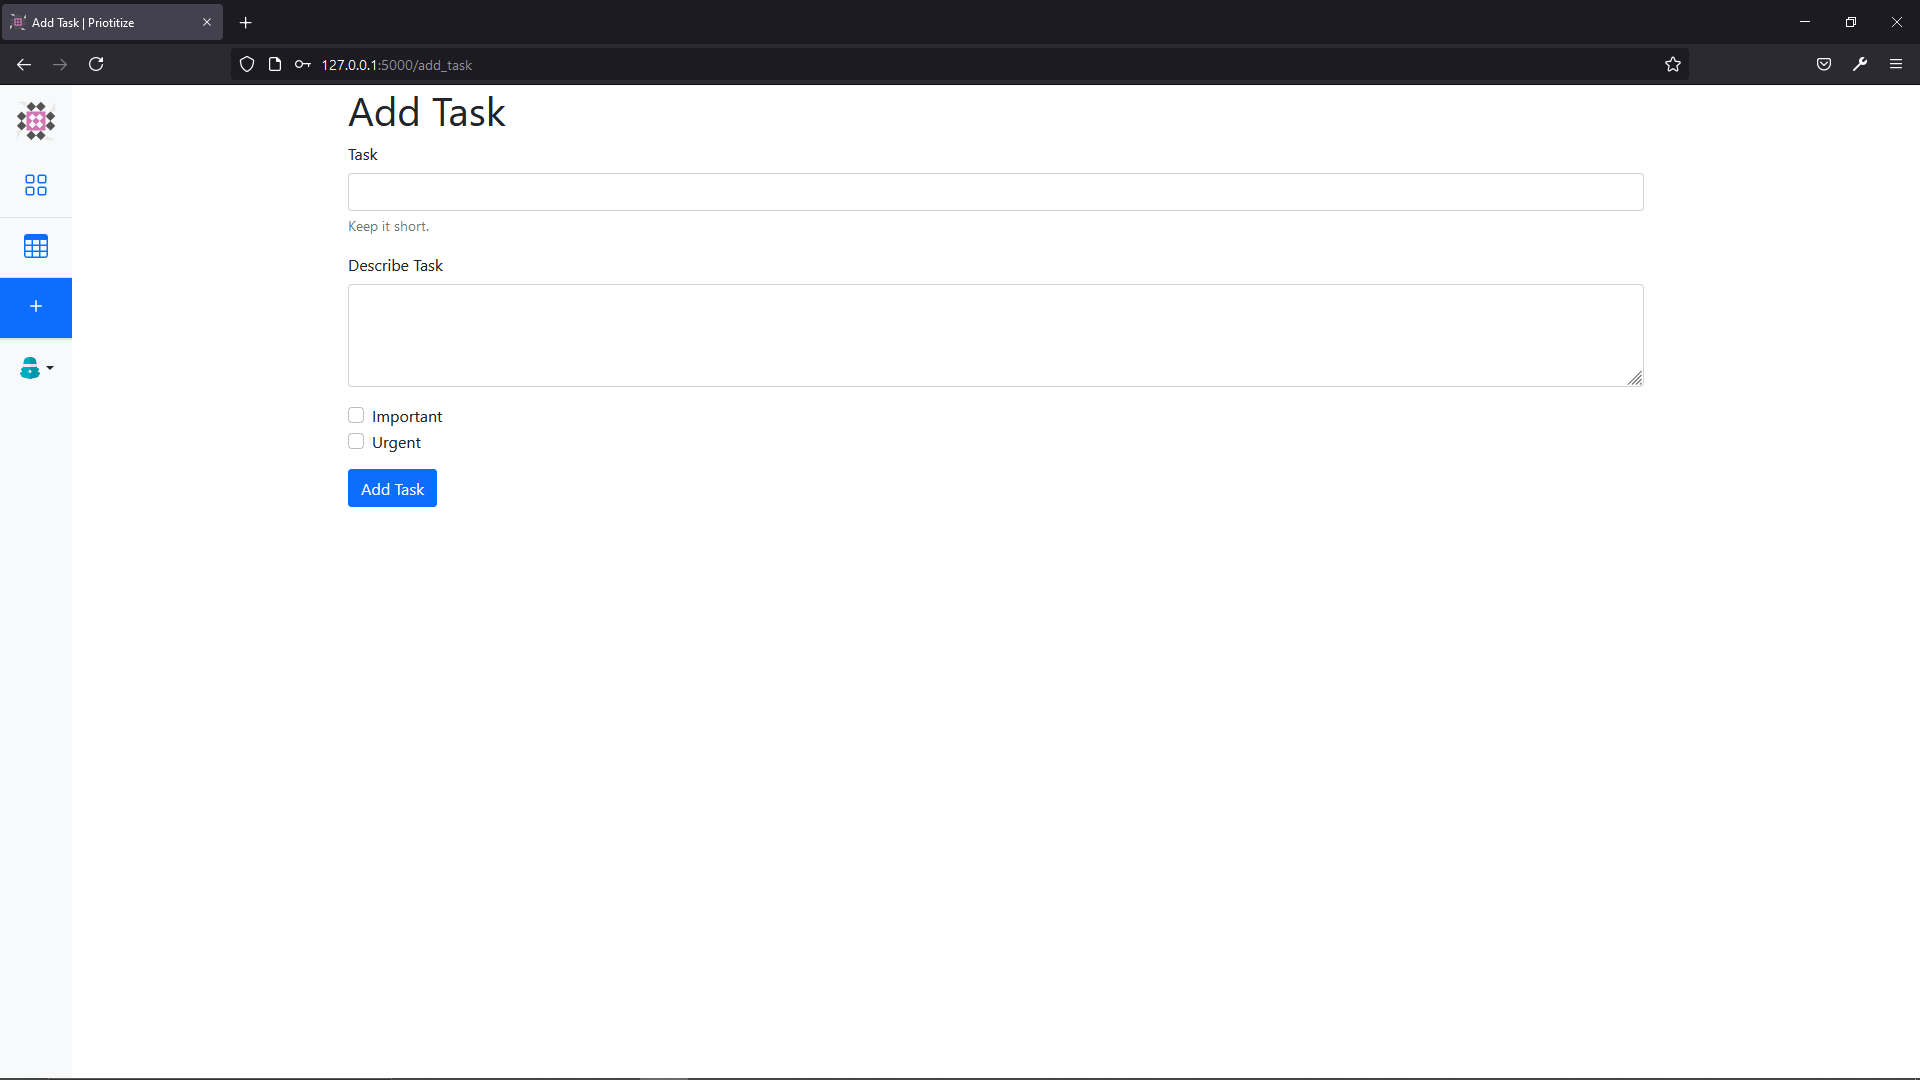 Add Task | Priotitize
127.0.0.1:5000/add_task
Add Task
Task
Keep it short.
Describe Task
Important
Urgent
Add Task